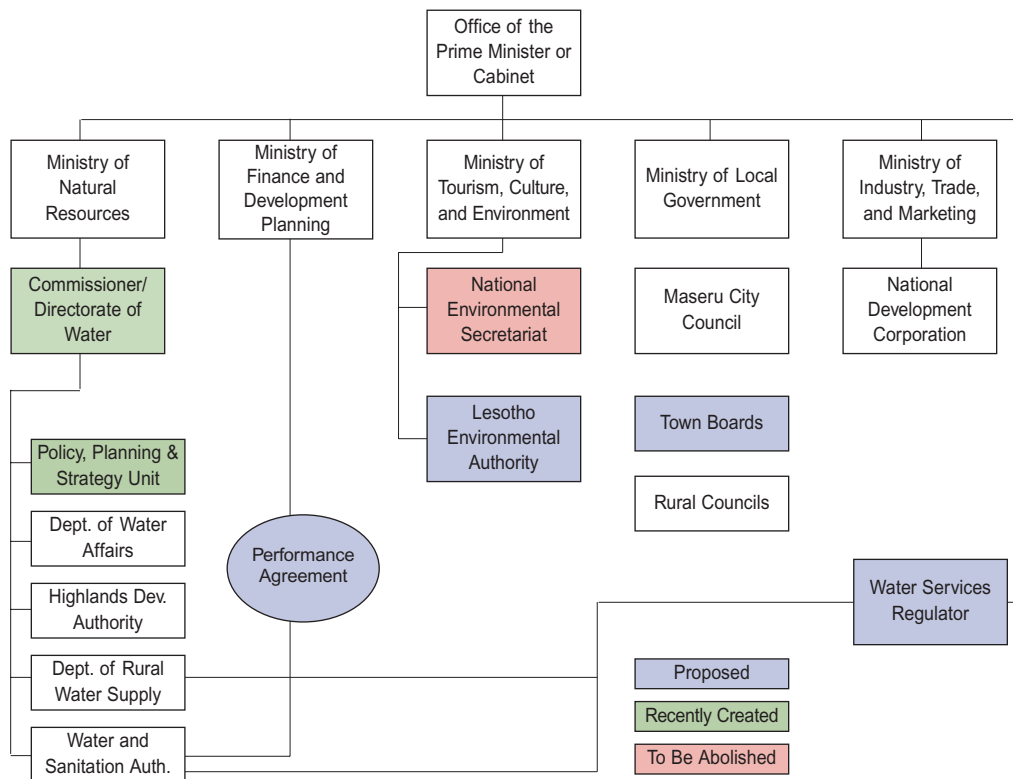 Office of the
Prime Minister or
Cabinet
Ministry of
Natural
Resources
Ministry of
Finance and
Development
Planning
Ministry of
Tourism, Culture,
and Environment
Ministry of Local
Government
Ministry of
Industry, Trade,
and Marketing
Commissioner/
Directorate of
Water
National
Environmental
Secretariat
Maseru City
Council
National
Development
Corporation
Lesotho
Environmental
Authority
Town Boards
Policy, Planning &
Strategy Unit
Rural Councils
Dept. of Water
Affairs
Performance
Agreement
Highlands Dev.
Authority
Water Services
Regulator
Dept. of Rural
Water Supply
Water and
Sanitation Auth.
Proposed
Recently Created
To Be Abolished